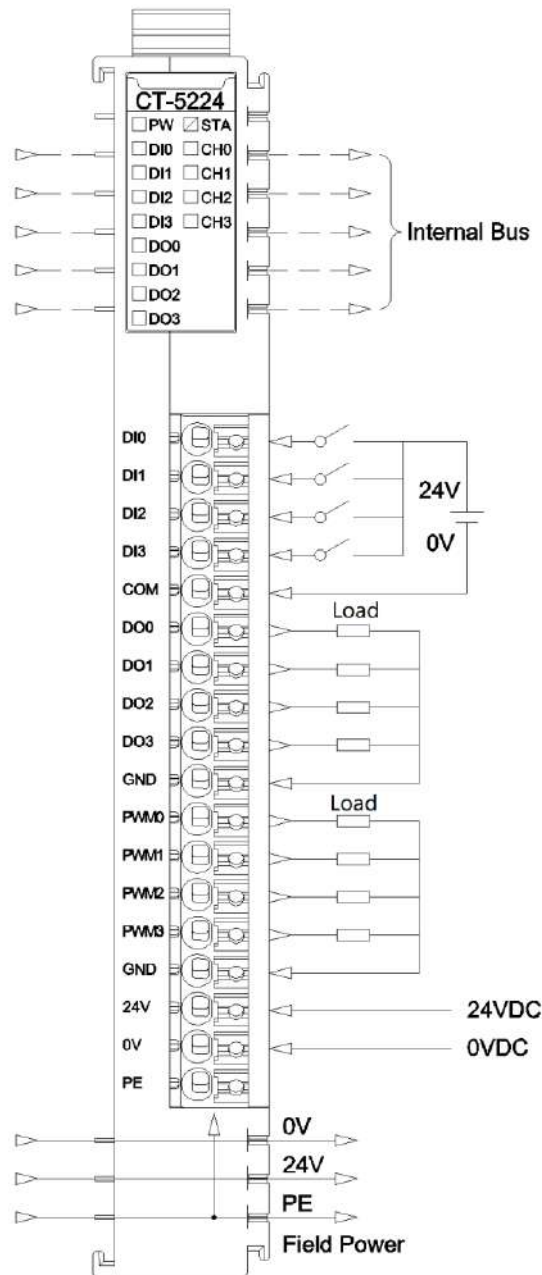 CT-5224
PW STA
DI0 CH0
DI1 CH1
DI2 CH2
DI3 CH3
DO0
DO1
DO2
DO3
Internal Bus
DI0
DI1
24V
DI2
0V
DI3
COM
Load
DO0
DO1
DO2
DO3
GND
Load
PWM0
PWM1
PWM2
PWM3
GND
24V
24VDC
0V
0VDC
PE
0V
24V
PE
Field Power